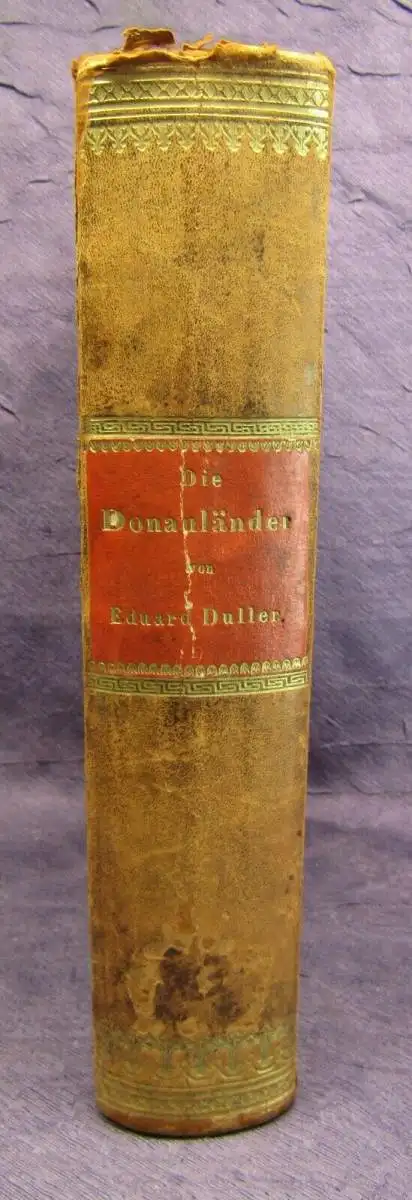 Die
Donauländer
von
Eduard Duller.